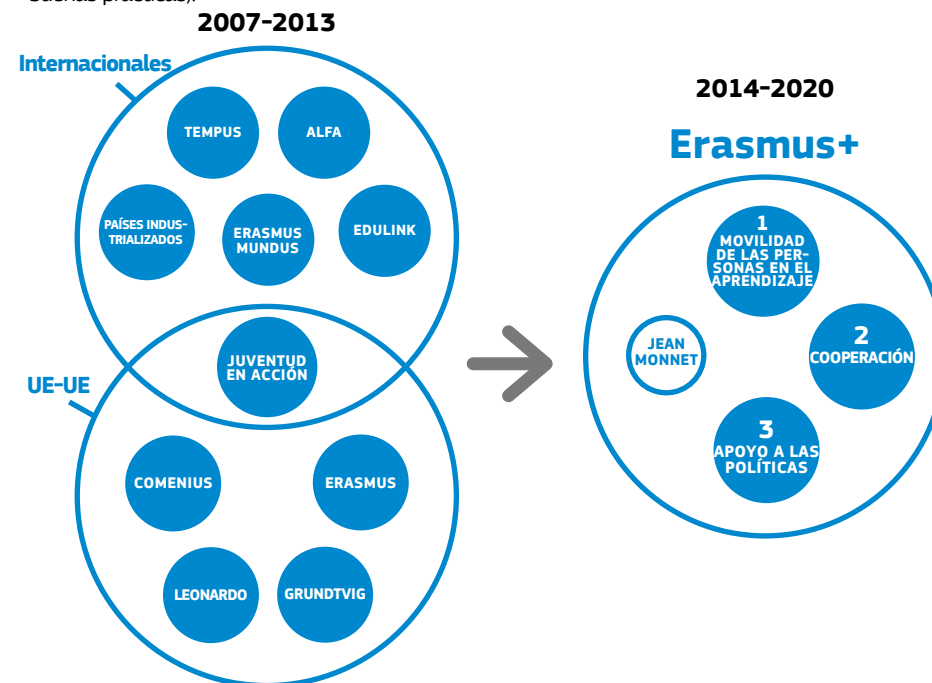 buenas prácticas).
2007-2013
Internacionales
TEMPUS
ALFA
PAÍSES INDUS-
TRIALIZADOS
ERASMUS
MUNDUS
EDULINK
JUVENTUD
EN ACCIÓN
UE-UE
COMENIUS
ERASMUS
LEONARDO
GRUNDTVIG
2014-2020
Erasmus+
1
MOVILIDAD
DE LAS PER-
SONAS EN EL
APRENDIZAJE
JEAN
MONNET
2
COOPERACIÓN
3
APOYO A LAS
POLÍTICAS